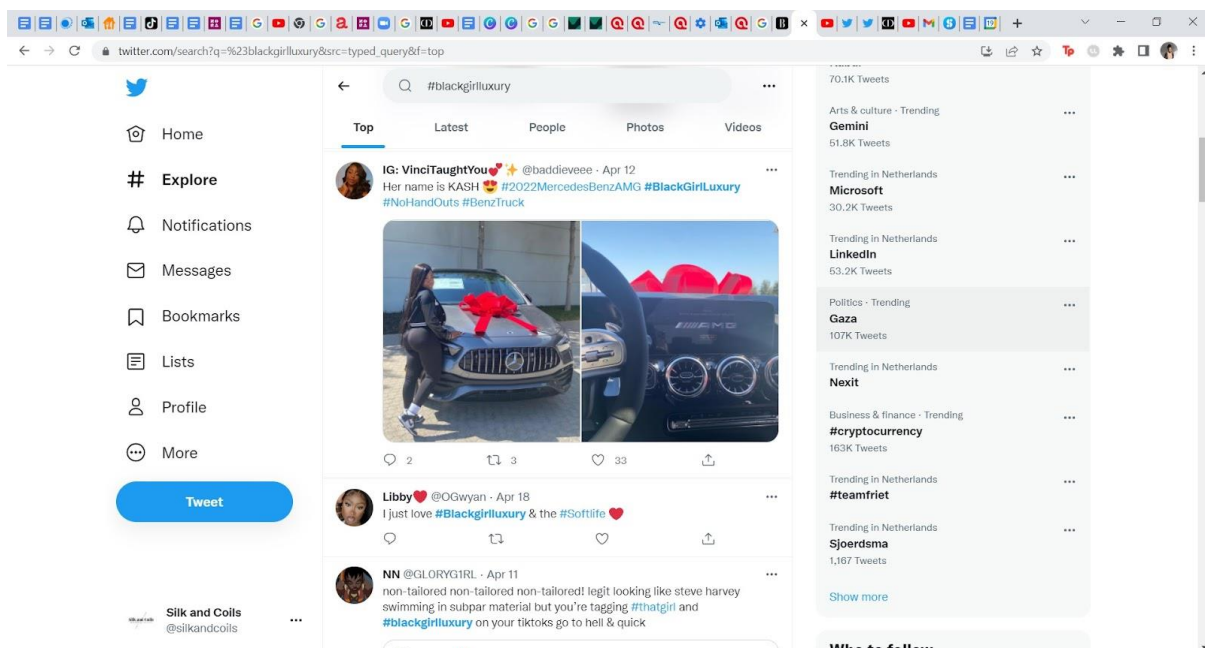 twitter.com/search?q=%23blackgirlluxury&src=typed_query&f=top
Home
Explore
Notifications
Messages
Bookmarks
Lists
Profile
More
Tweet
Silk and Coils
@silkandcoils
#blackgirlluxury
Top Latest People Photos Videos
IG: VinciTaughtYou💕✨ @baddieveee · Apr 12
Her name is KASH 😍 #2022MercedesBenzAMG #BlackGirlLuxury
#NoHandOuts #BenzTruck
AMG
2 3 33
Libby❤️ @OGwyan · Apr 18
I just love #Blackgirlluxury & the #Softlife ❤️
NN @GL0RYG1RL · Apr 11
non-tailored non-tailored non-tailored! legit looking like steve harvey
swimming in subpar material but you're tagging #thatgirl and
#blackgirlluxury on your tiktoks go to hell & quick
70.1K Tweets
Arts & culture · Trending
Gemini
51.8K Tweets
Trending in Netherlands
Microsoft
30.2K Tweets
Trending in Netherlands
LinkedIn
53.2K Tweets
Politics · Trending
Gaza
107K Tweets
Trending in Netherlands
Nexit
Business & finance · Trending
#cryptocurrency
163K Tweets
Trending in Netherlands
#teamfriet
Trending in Netherlands
Sjoerdsma
1,167 Tweets
Show more
Who to follow